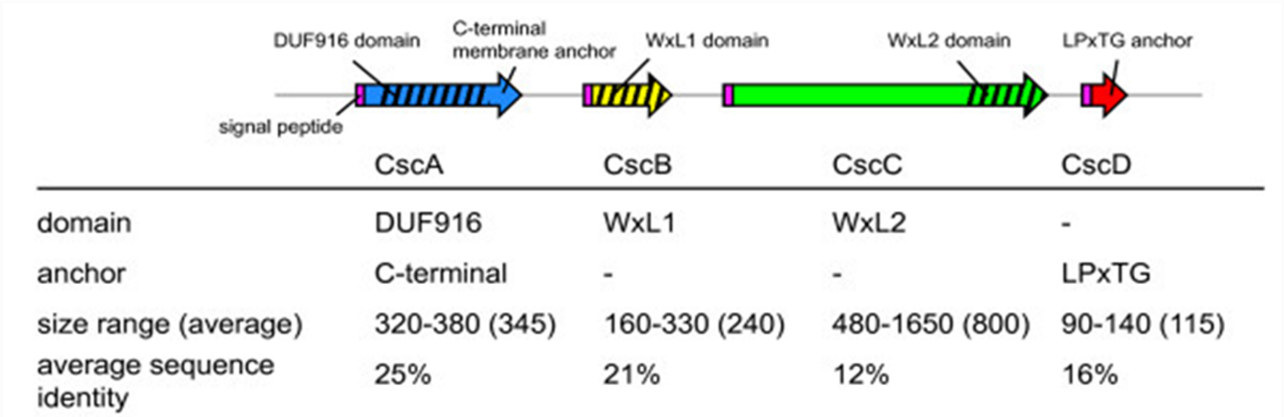 DUF916 domain
C-terminal
membrane anchor
WxL1 domain
WxL2 domain
LPxTG anchor
signal peptide
CscA CscB CscC CscD
domain DUF916 WxL1 WxL2 -
anchor C-terminal - - LPxTG
size range (average) 320-380 (345) 160-330 (240) 480-1650 (800) 90-140 (115)
average sequence
identity 25% 21% 12% 16%